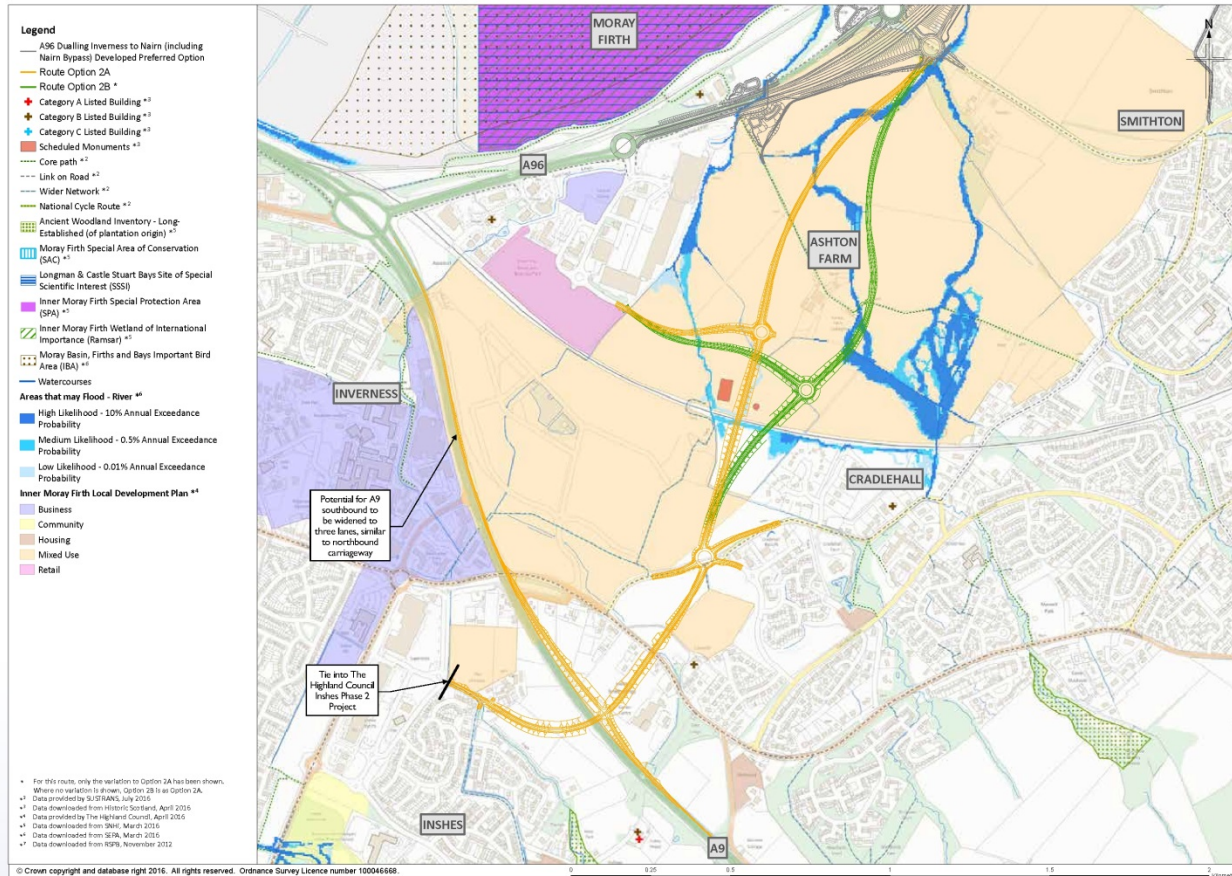 Legend
A96 Dualling Inverness to Nairn (including
Nairn Bypass) Developed Preferred Option
Route Option 2A
Route Option 2B *
Category A Listed Building *³
Category B Listed Building *³
Category C Listed Building *³
Scheduled Monuments *³
Core path *²
Link on Road *²
Wider Network *²
National Cycle Route *²
Ancient Woodland Inventory - Long-
Established (of plantation origin) *⁵
Moray Firth Special Area of Conservation
(SAC) *⁵
Longman & Castle Stuart Bays Site of Special
Scientific Interest (SSSI)
Inner Moray Firth Special Protection Area
(SPA) *⁵
Inner Moray Firth Wetland of International
Importance (Ramsar) *⁵
Moray Basin, Firths and Bays Important Bird
Area (IBA) *⁶
Watercourses
Areas that may Flood - River *⁶
High Likelihood - 10% Annual Exceedance
Probability
Medium Likelihood - 0.5% Annual Exceedance
Probability
Low Likelihood - 0.01% Annual Exceedance
Probability
Inner Moray Firth Local Development Plan *⁴
Business
Community
Housing
Mixed Use
Retail
* For this route, only the variation to Option 2A has been shown.
Where no variation is shown, Option 2B is as Option 2A.
Data provided by SUSTRANS, July 2016
Data downloaded from Historic Scotland, April 2016
Data provided by The Highland Council, April 2016
Data downloaded from SNHI, March 2016
Data downloaded from SEPA, March 2016
Data downloaded from RSPB, November 2012
MORAY
FIRTH
N
SMITHTON
A96
ASHTON
FARM
INVERNESS
Potential for A9
southbound to
be widened to
three lanes, similar
to northbound
carriageway
CRADLEHALL
Tie into The
Highland Council
Inshes Phase 2
Project
INSHES
A9
© Crown copyright and database right 2016. All rights reserved. Ordnance Survey Licence number 100046668.
0 0.25 0.5 1 1.5 2